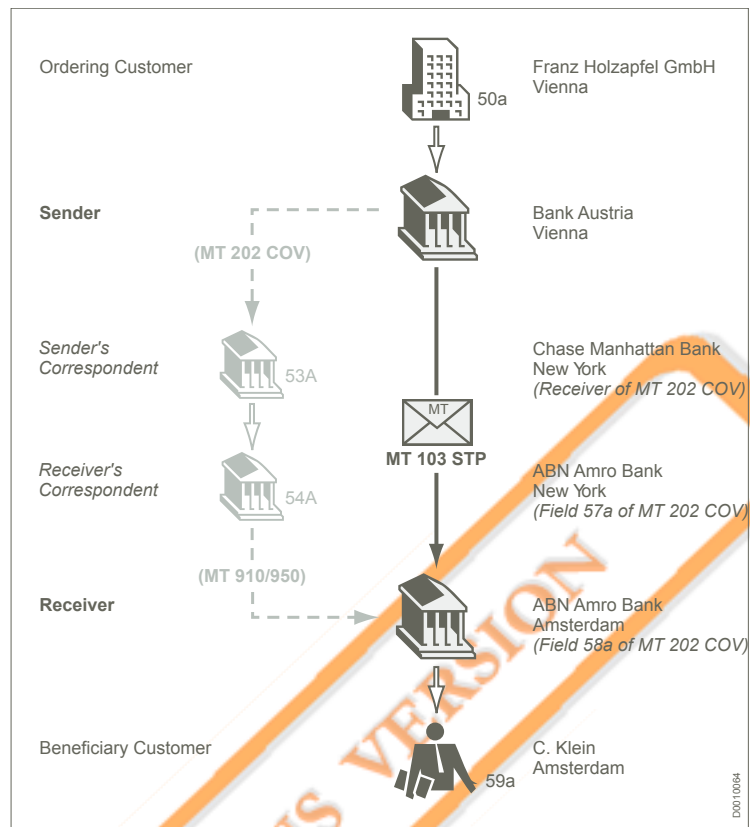 Ordering Customer
50a
Franz Holzapfel GmbH
Vienna
Sender
Bank Austria
Vienna
(MT 202 COV)
Sender's
Correspondent
53A
Chase Manhattan Bank
New York
(Receiver of MT 202 COV)
MT
MT 103 STP
Receiver's
Correspondent
54A
ABN Amro Bank
New York
(Field 57a of MT 202 COV)
(MT 910/950)
Receiver
ABN Amro Bank
Amsterdam
(Field 58a of MT 202 COV)
Beneficiary Customer
59a
C. Klein
Amsterdam
D0010064
VERSION